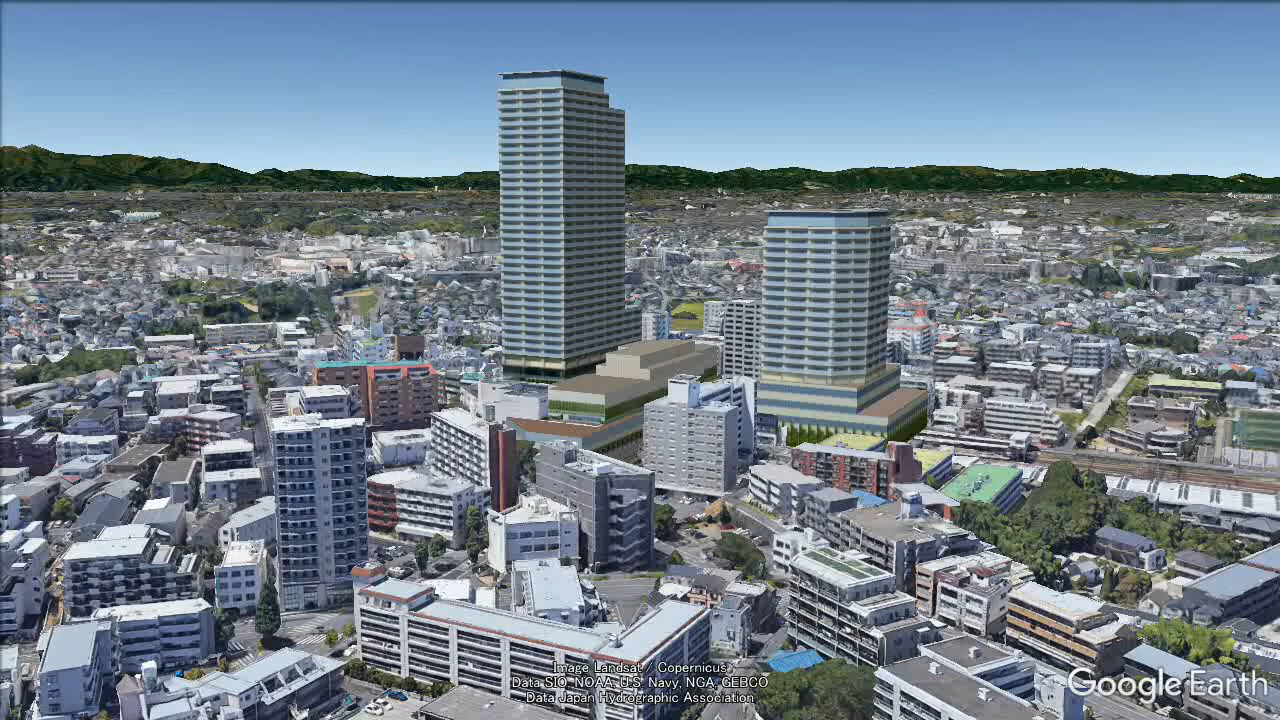 Image Landsat / Copernicus
Data SIO, NOAA, U.S. Navy, NGA, GEBCO
Data Japan Hydrographic Association
Google Earth